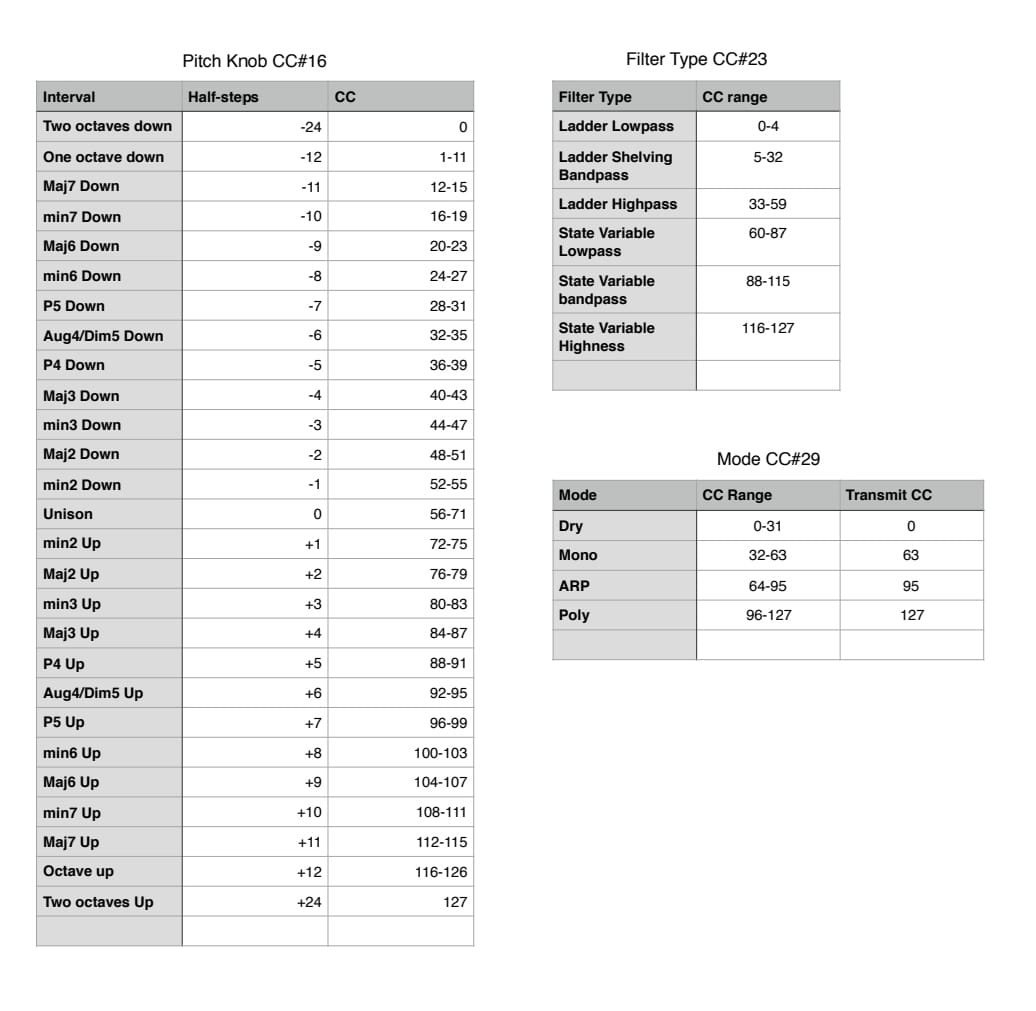 Pitch Knob CC#16
Interval Half-steps CC
Two octaves down -24 0
One octave down -12 1-11
Maj7 Down -11 12-15
min7 Down -10 16-19
Maj6 Down -9 20-23
min6 Down -8 24-27
P5 Down -7 28-31
Aug4/Dim5 Down -6 32-35
P4 Down -5 36-39
Maj3 Down -4 40-43
min3 Down -3 44-47
Maj2 Down -2 48-51
min2 Down -1 52-55
Unison 0 56-71
min2 Up +1 72-75
Maj2 Up +2 76-79
min3 Up +3 80-83
Maj3 Up +4 84-87
P4 Up +5 88-91
Aug4/Dim5 Up +6 92-95
P5 Up +7 96-99
min6 Up +8 100-103
Maj6 Up +9 104-107
min7 Up +10 108-111
Maj7 Up +11 112-115
Octave up +12 116-126
Two octaves Up +24 127
Filter Type CC#23
Filter Type CC range
Ladder Lowpass 0-4
Ladder Shelving 5-32
Bandpass
Ladder Highpass 33-59
State Variable 60-87
Lowpass
State Variable 88-115
bandpass
State Variable 116-127
Highness
Mode CC#29
Mode CC Range Transmit CC
Dry 0-31 0
Mono 32-63 63
ARP 64-95 95
Poly 96-127 127